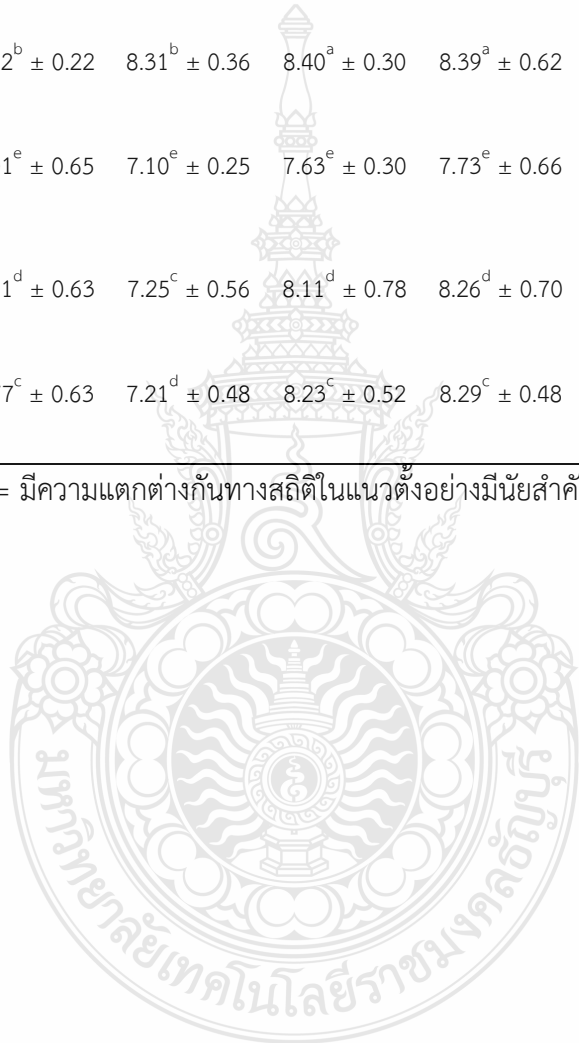 2ᵇ ± 0.22 8.31ᵇ ± 0.36 8.40ᵃ ± 0.30 8.39ᵃ ± 0.62
1ᵉ ± 0.65 7.10ᵉ ± 0.25 7.63ᵉ ± 0.30 7.73ᵉ ± 0.66
1ᵈ ± 0.63 7.25ᶜ ± 0.56 8.11ᵈ ± 0.78 8.26ᵈ ± 0.70
7ᶜ ± 0.63 7.21ᵈ ± 0.48 8.23ᶜ ± 0.52 8.29ᶜ ± 0.48
= มีความแตกต่างกันทางสถิติในแนวตั้งอย่างมีนัยสำคั
มหาวิทยาลัยเทคโนโลยีราชมงคลธัญบุรี